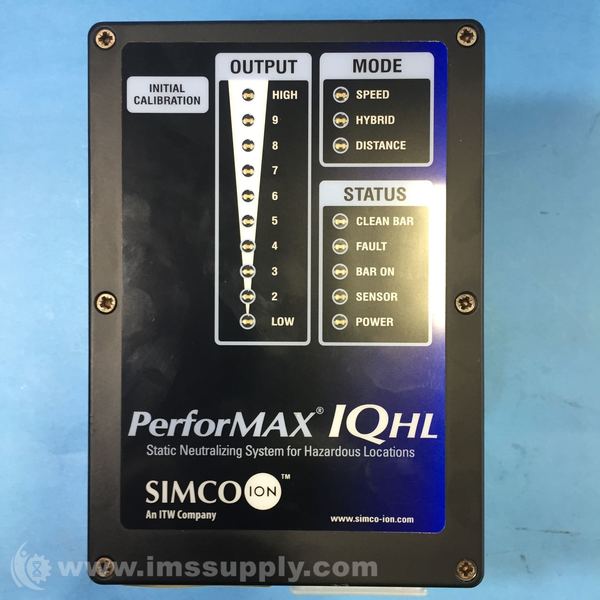 INITIAL
CALIBRATION
OUTPUT
HIGH
9
8
7
6
5
4
3
2
LOW
MODE
SPEED
HYBRID
DISTANCE
STATUS
CLEAN BAR
FAULT
BAR ON
SENSOR
POWER
PerforMAX® IQHL
Static Neutralizing System for Hazardous Locations
SIMCO ION™
An ITW Company
www.simco-ion.com
www.imssupply.com